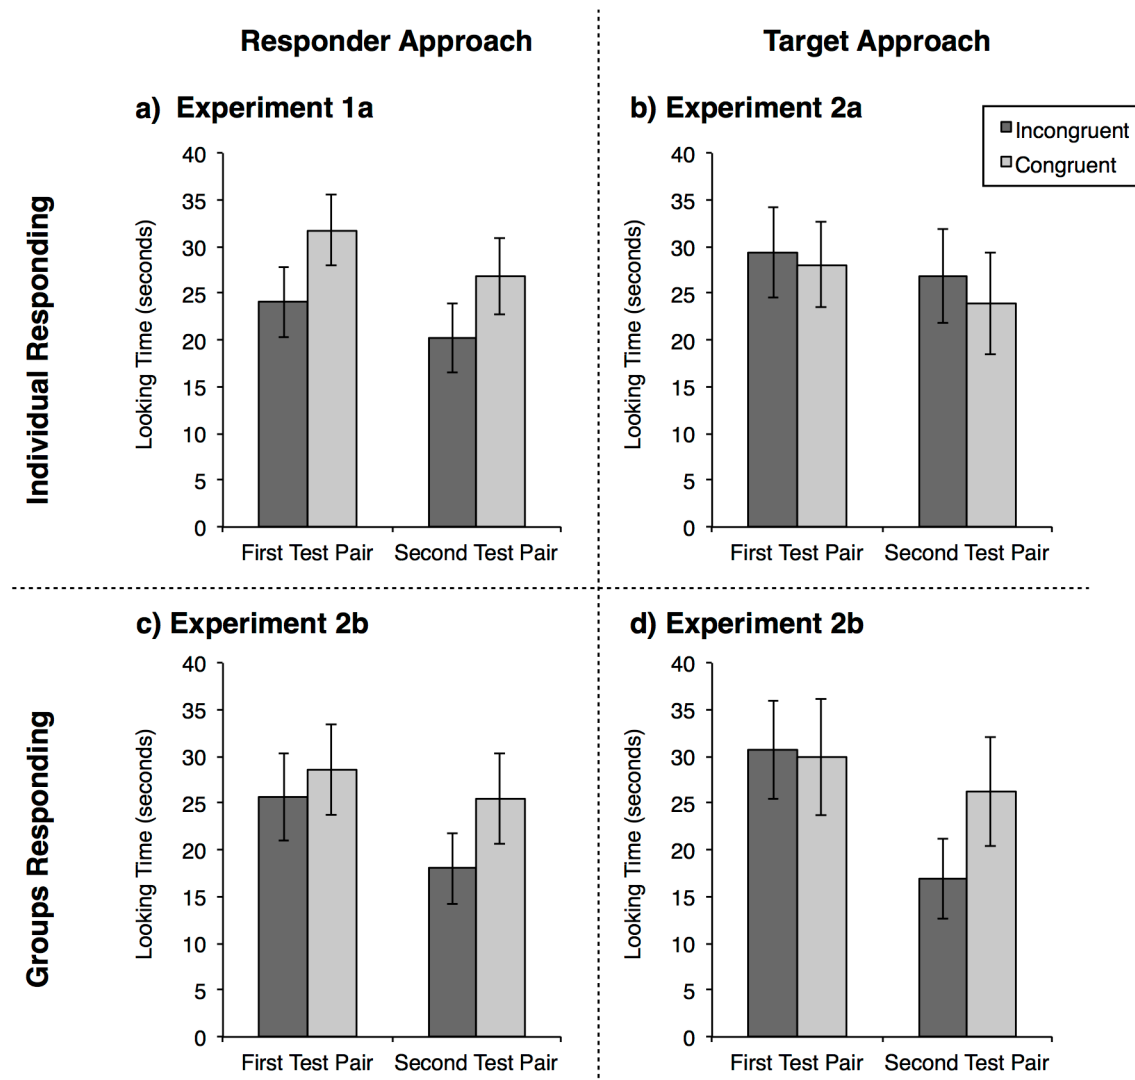 Responder Approach
Target Approach
Individual Responding
a) Experiment 1a
Looking Time (seconds)
40
35
30
25
20
15
10
5
0
First Test Pair
Second Test Pair
b) Experiment 2a
Incongruent
Congruent
Looking Time (seconds)
40
35
30
25
20
15
10
5
0
First Test Pair
Second Test Pair
Groups Responding
c) Experiment 2b
Looking Time (seconds)
40
35
30
25
20
15
10
5
0
First Test Pair
Second Test Pair
d) Experiment 2b
Looking Time (seconds)
40
35
30
25
20
15
10
5
0
First Test Pair
Second Test Pair